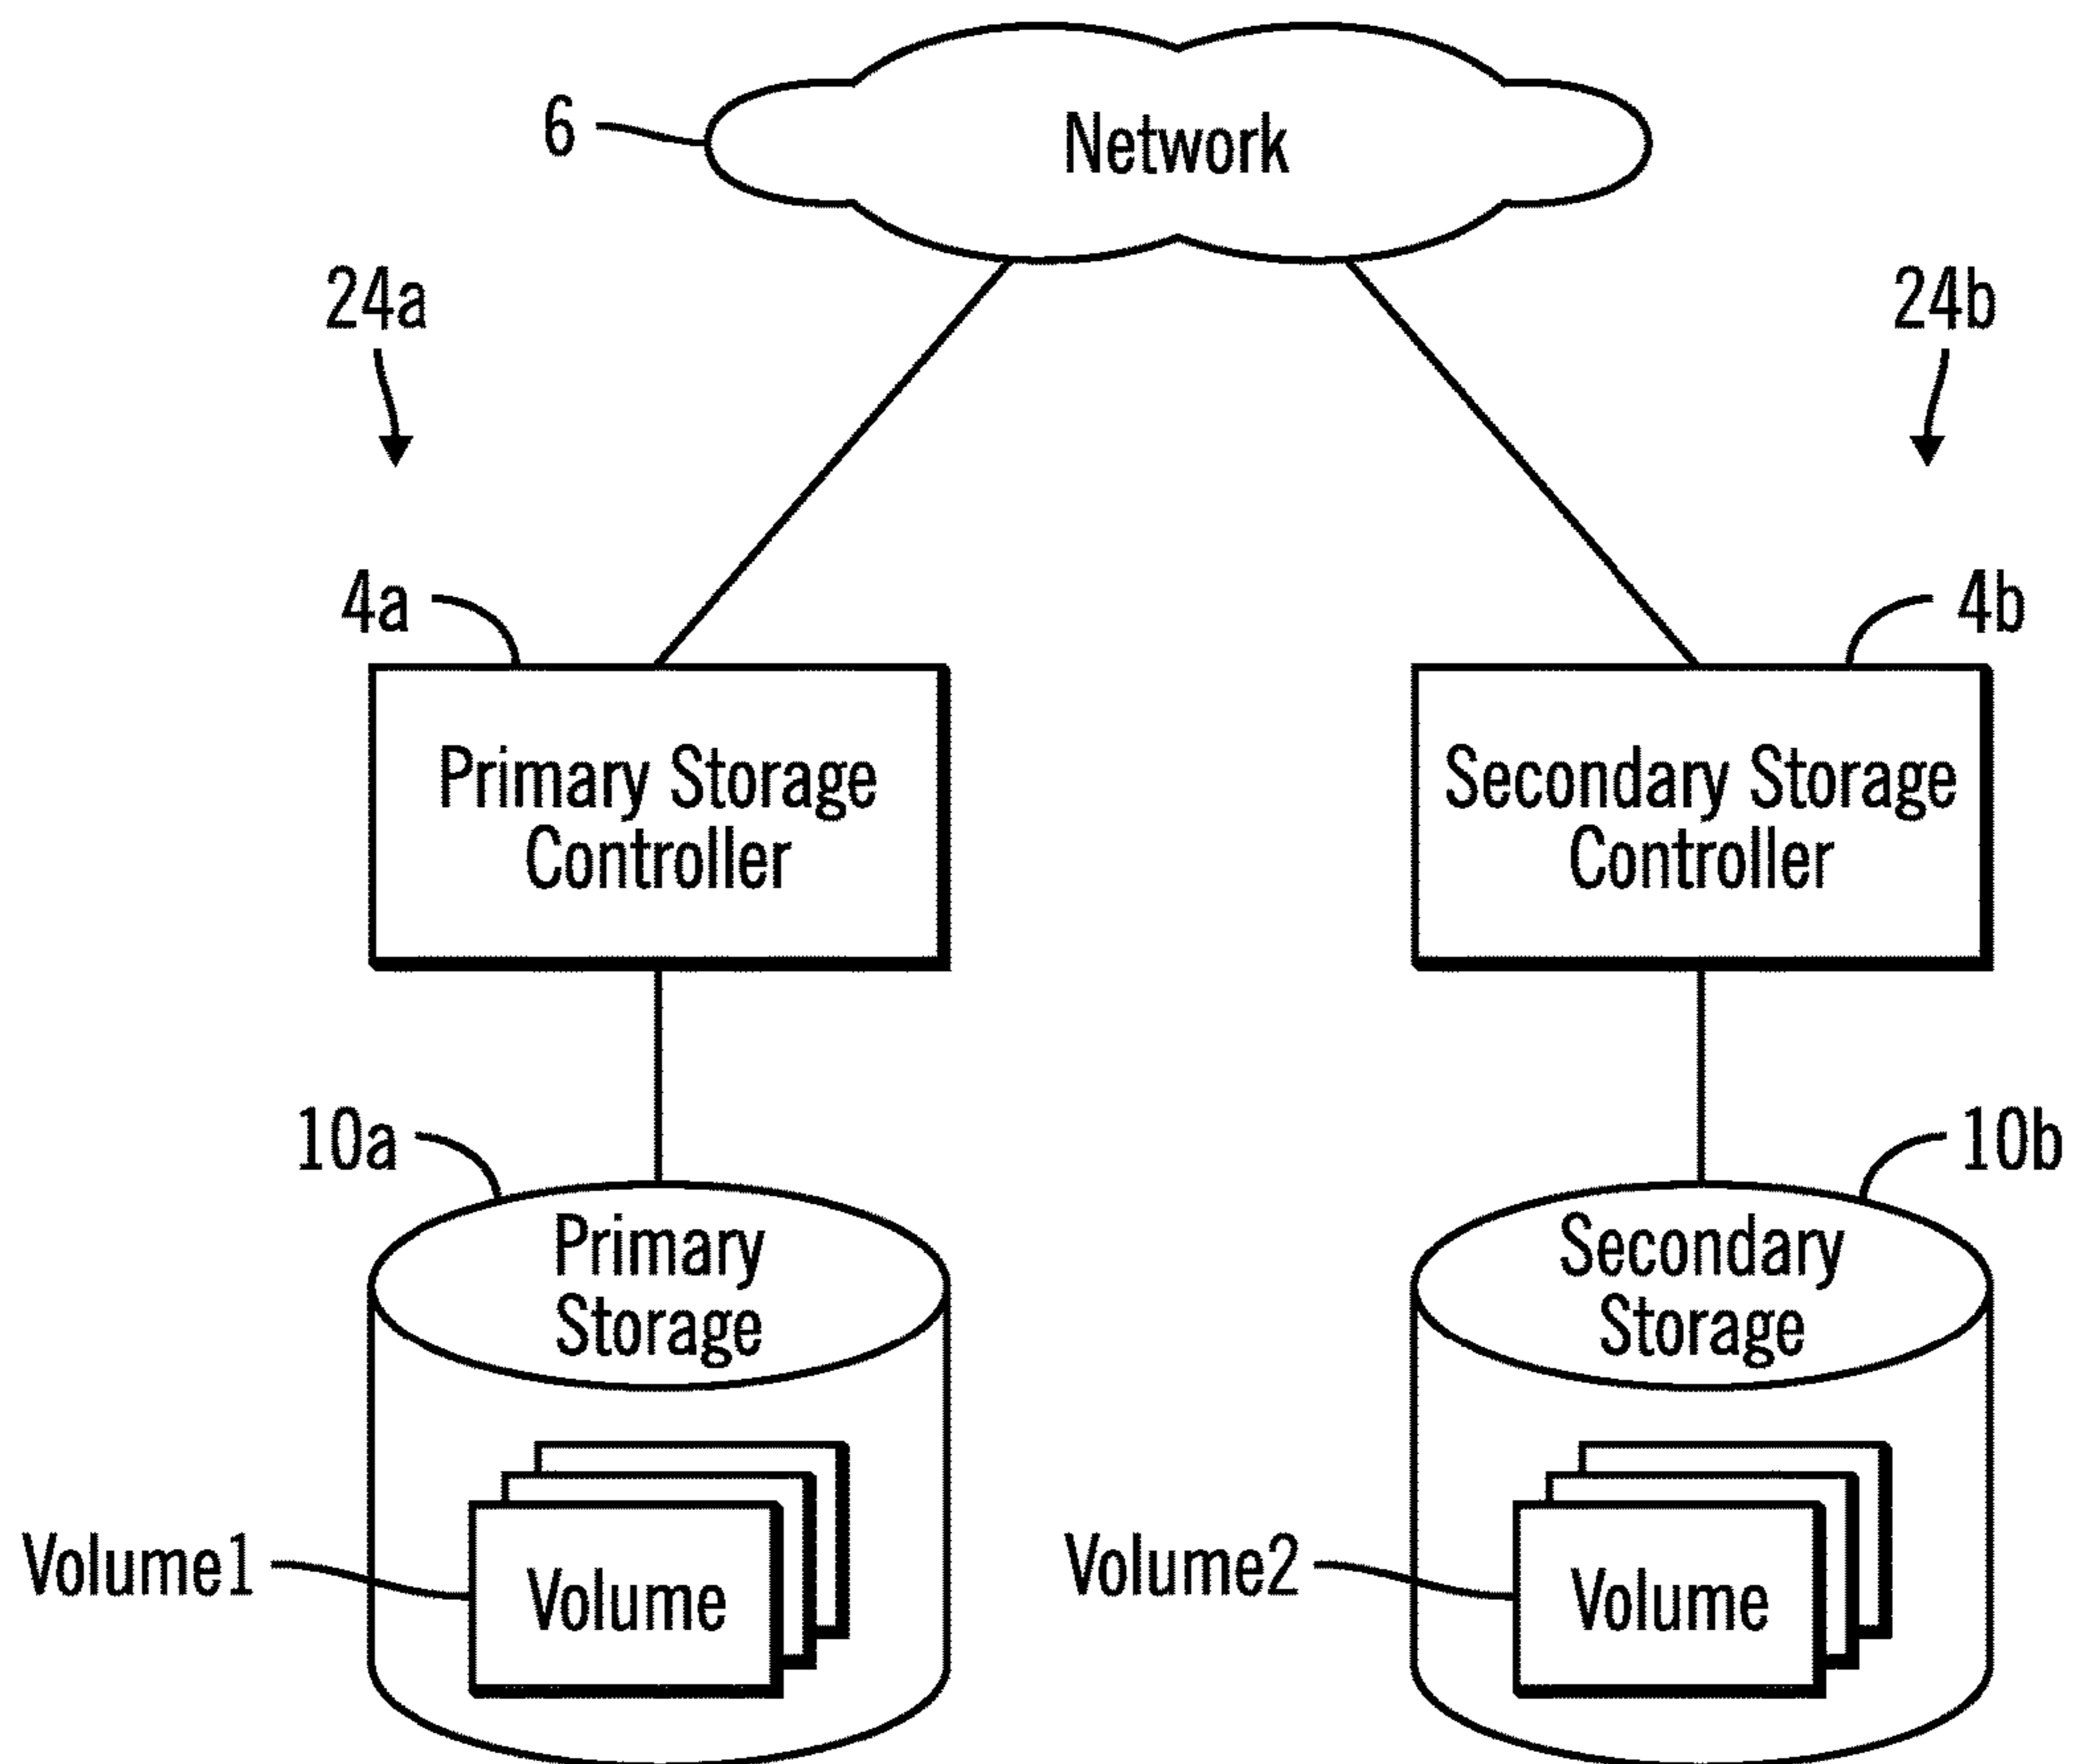 6
Network
24a
24b
4a
4b
Primary Storage
Controller
Secondary Storage
Controller
10a
10b
Primary
Storage
Secondary
Storage
Volume1
Volume
Volume2
Volume